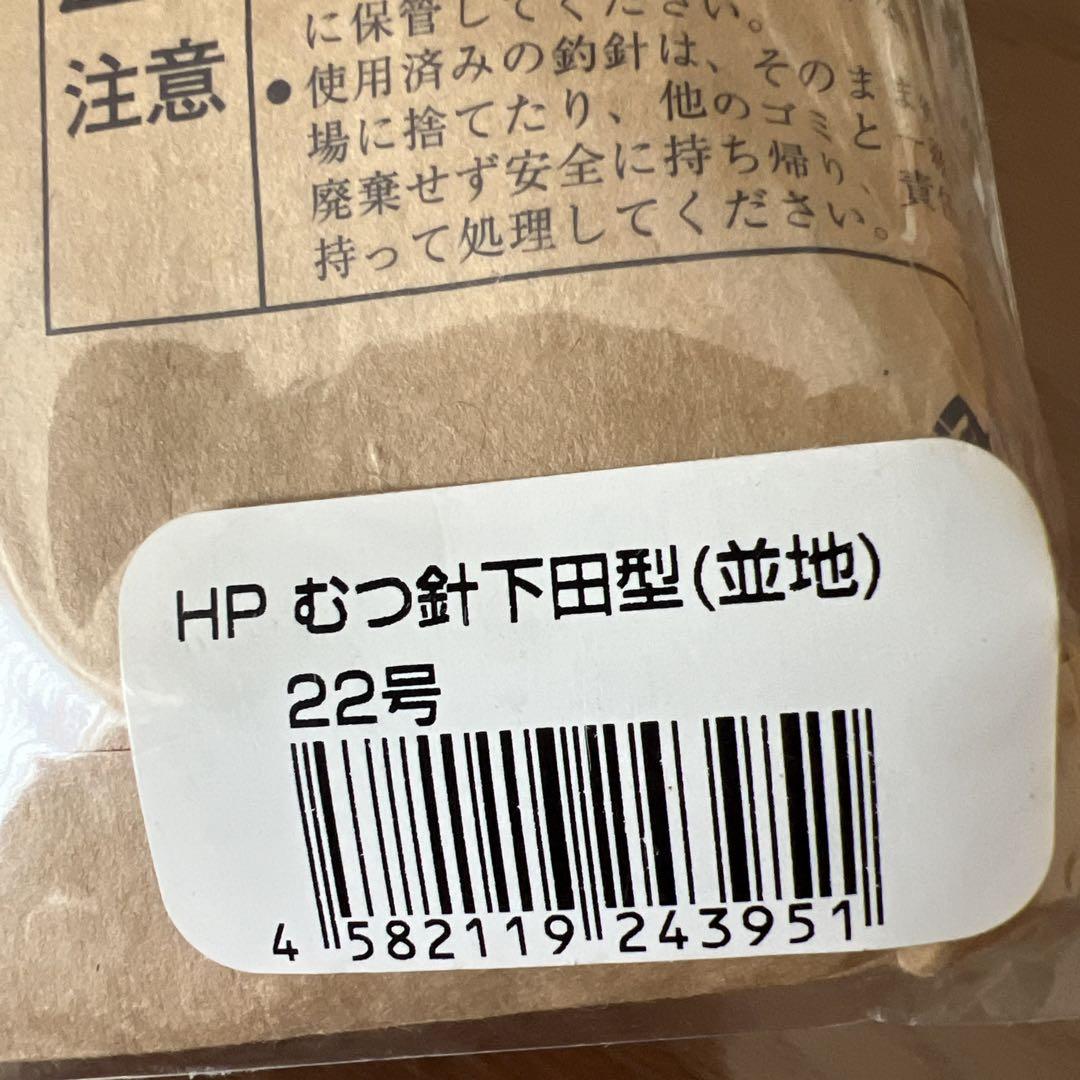 に保管してください。
注意
●使用済みの釣針は、そのま
場に捨てたり、他のゴミと
廃棄せず安全に持ち帰り、
持って処理してください。
責
HP むつ針下田型(並地)
22号
4 582119 243951